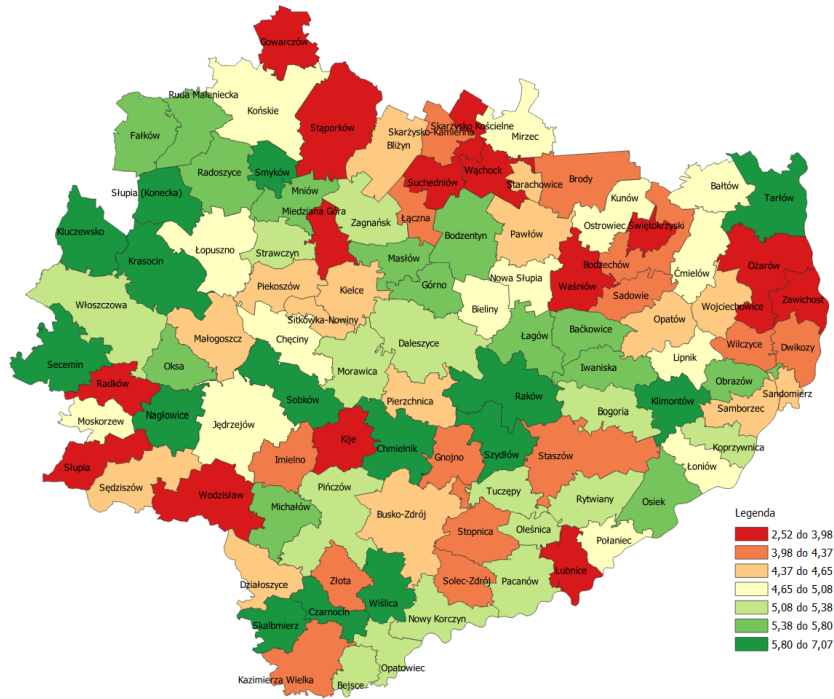 Gowarczów
Ruda Maleniecka
Końskie
Stąporków
Fałków
Skarżysko Kościelne
Skarżysko-Kamienna
Mirzec
Bliżyn
Radoszyce
Smyków
Wąchock
Suchedniów
Starachowice
Brody
Bałtów
Tarłów
Słupia (Konecka)
Mniów
Kunów
Miedziana Góra
Łączna
Zagnańsk
Ostrowiec
Świętokrzyski
Kluczewsko
Bodzentyn
Pawłów
Łopuszno
Strawczyn
Krasocin
Masłów
Bodzechów
Ożarów
Ćmielów
Nowa Słupia
Górno
Piekoszów
Kielce
Waśniów
Sadowie
Zawichost
Włoszczowa
Bieliny
Wojciechowice
Sitkówka-Nowiny
Opatów
Małogoszcz
Chęciny
Łagów
Baćkowice
Daleszyce
Wilczyce
Dwikozy
Lipnik
Secemin
Oksa
Iwaniska
Morawica
Radków
Obrazów
Sandomierz
Raków
Sobków
Pierzchnica
Klimontów
Samborzec
Nagłowice
Bogoria
Moskorzew
Jędrzejów
Kije
Chmielnik
Koprzywnica
Szydłów
Staszów
Gnojno
Imielno
Słupia
Łoniów
Sędziszów
Pińczów
Wodzisław
Tuczępy
Rytwiany
Osiek
Michałów
Busko-Zdrój
Legenda
2,52 do 3,98
3,98 do 4,37
4,37 do 4,65
4,65 do 5,08
5,08 do 5,38
5,38 do 5,80
5,80 do 7,07
Stopnica
Oleśnica
Połaniec
Łubnice
Działoszyce
Złota
Solec-Zdrój
Pacanów
Wiślica
Czarnocin
Nowy Korczyn
Skalbmierz
Opatowiec
Kazimierza Wielka
Bejsce